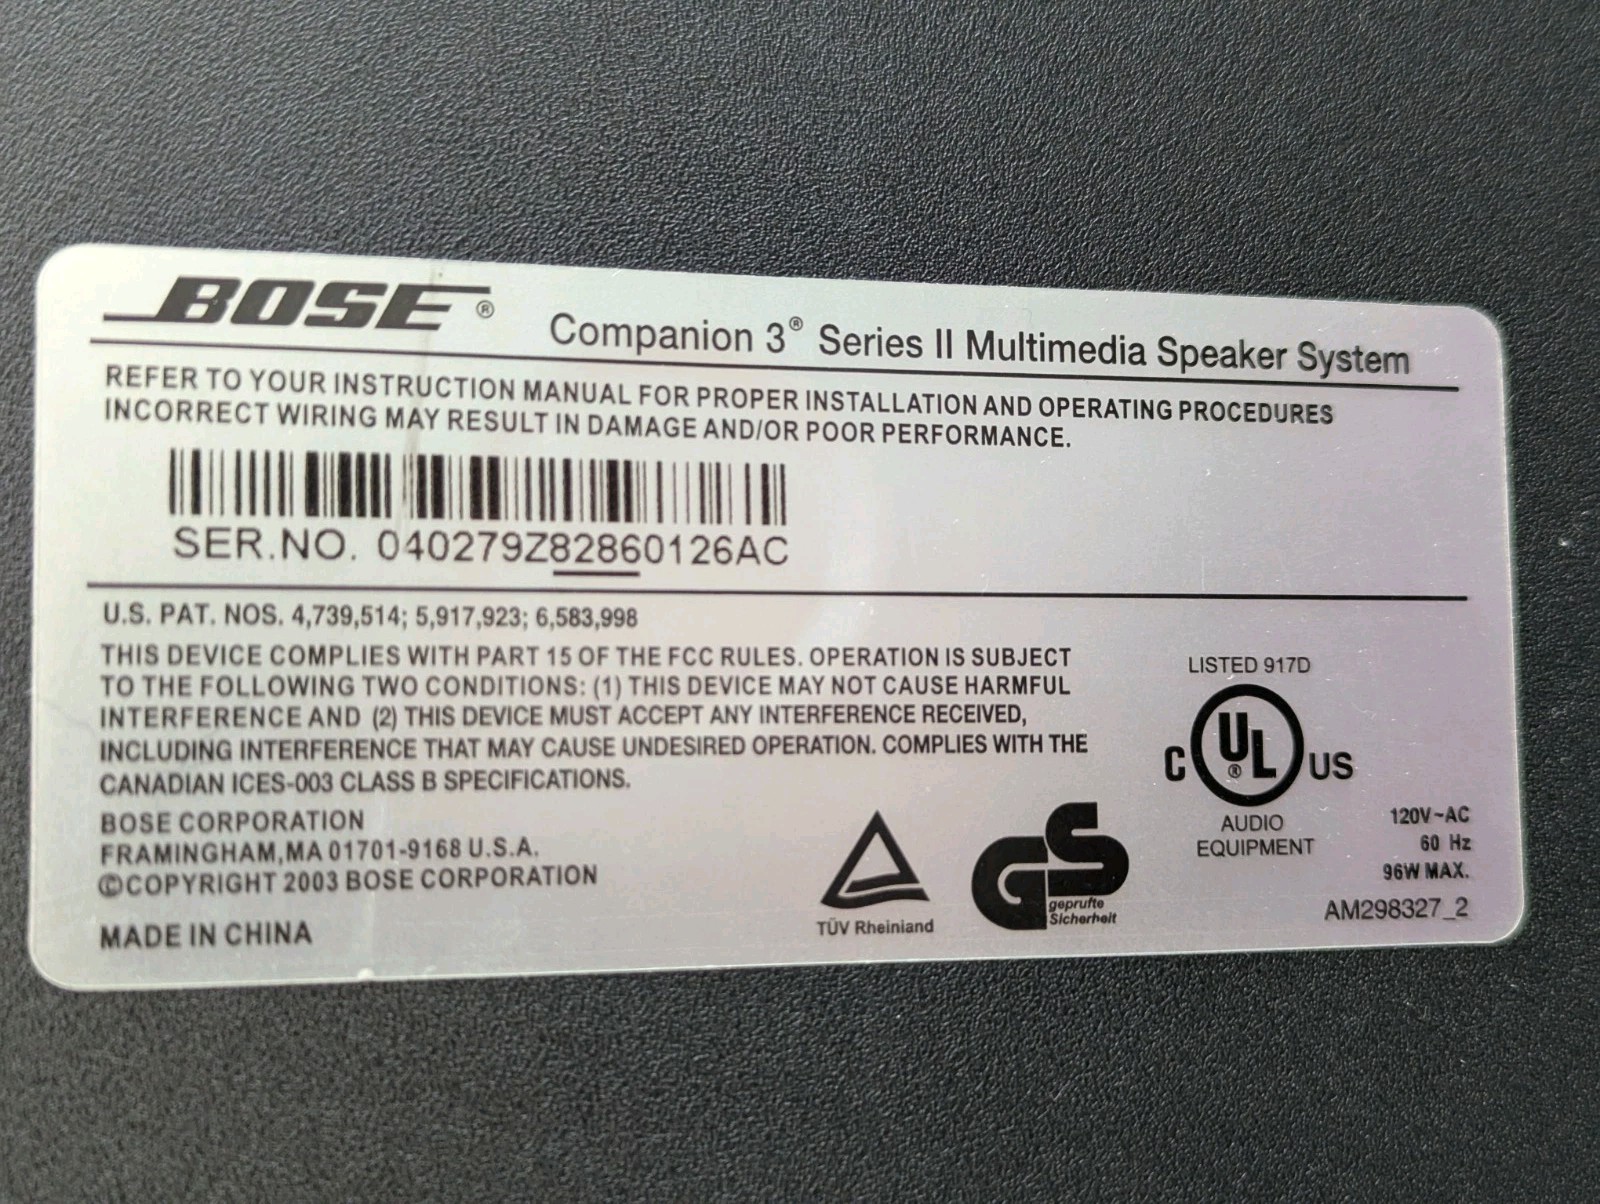 BOSE®
Companion 3® Series II Multimedia Speaker System
REFER TO YOUR INSTRUCTION MANUAL FOR PROPER INSTALLATION AND OPERATING PROCEDURES
INCORRECT WIRING MAY RESULT IN DAMAGE AND/OR POOR PERFORMANCE.
SER.NO. 040279Z82860126AC
U.S. PAT. NOS. 4,739,514; 5,917,923; 6,583,998
THIS DEVICE COMPLIES WITH PART 15 OF THE FCC RULES. OPERATION IS SUBJECT
TO THE FOLLOWING TWO CONDITIONS: (1) THIS DEVICE MAY NOT CAUSE HARMFUL
INTERFERENCE AND (2) THIS DEVICE MUST ACCEPT ANY INTERFERENCE RECEIVED,
INCLUDING INTERFERENCE THAT MAY CAUSE UNDESIRED OPERATION. COMPLIES WITH THE
CANADIAN ICES-003 CLASS B SPECIFICATIONS.
BOSE CORPORATION
FRAMINGHAM,MA 01701-9168 U.S.A.
©COPYRIGHT 2003 BOSE CORPORATION
MADE IN CHINA
TÜV Rheinland
GS
geprufte
Sicherheit
LISTED 917D
C UL® US
AUDIO
EQUIPMENT
120V~AC
60 Hz
96W MAX.
AM298327_2